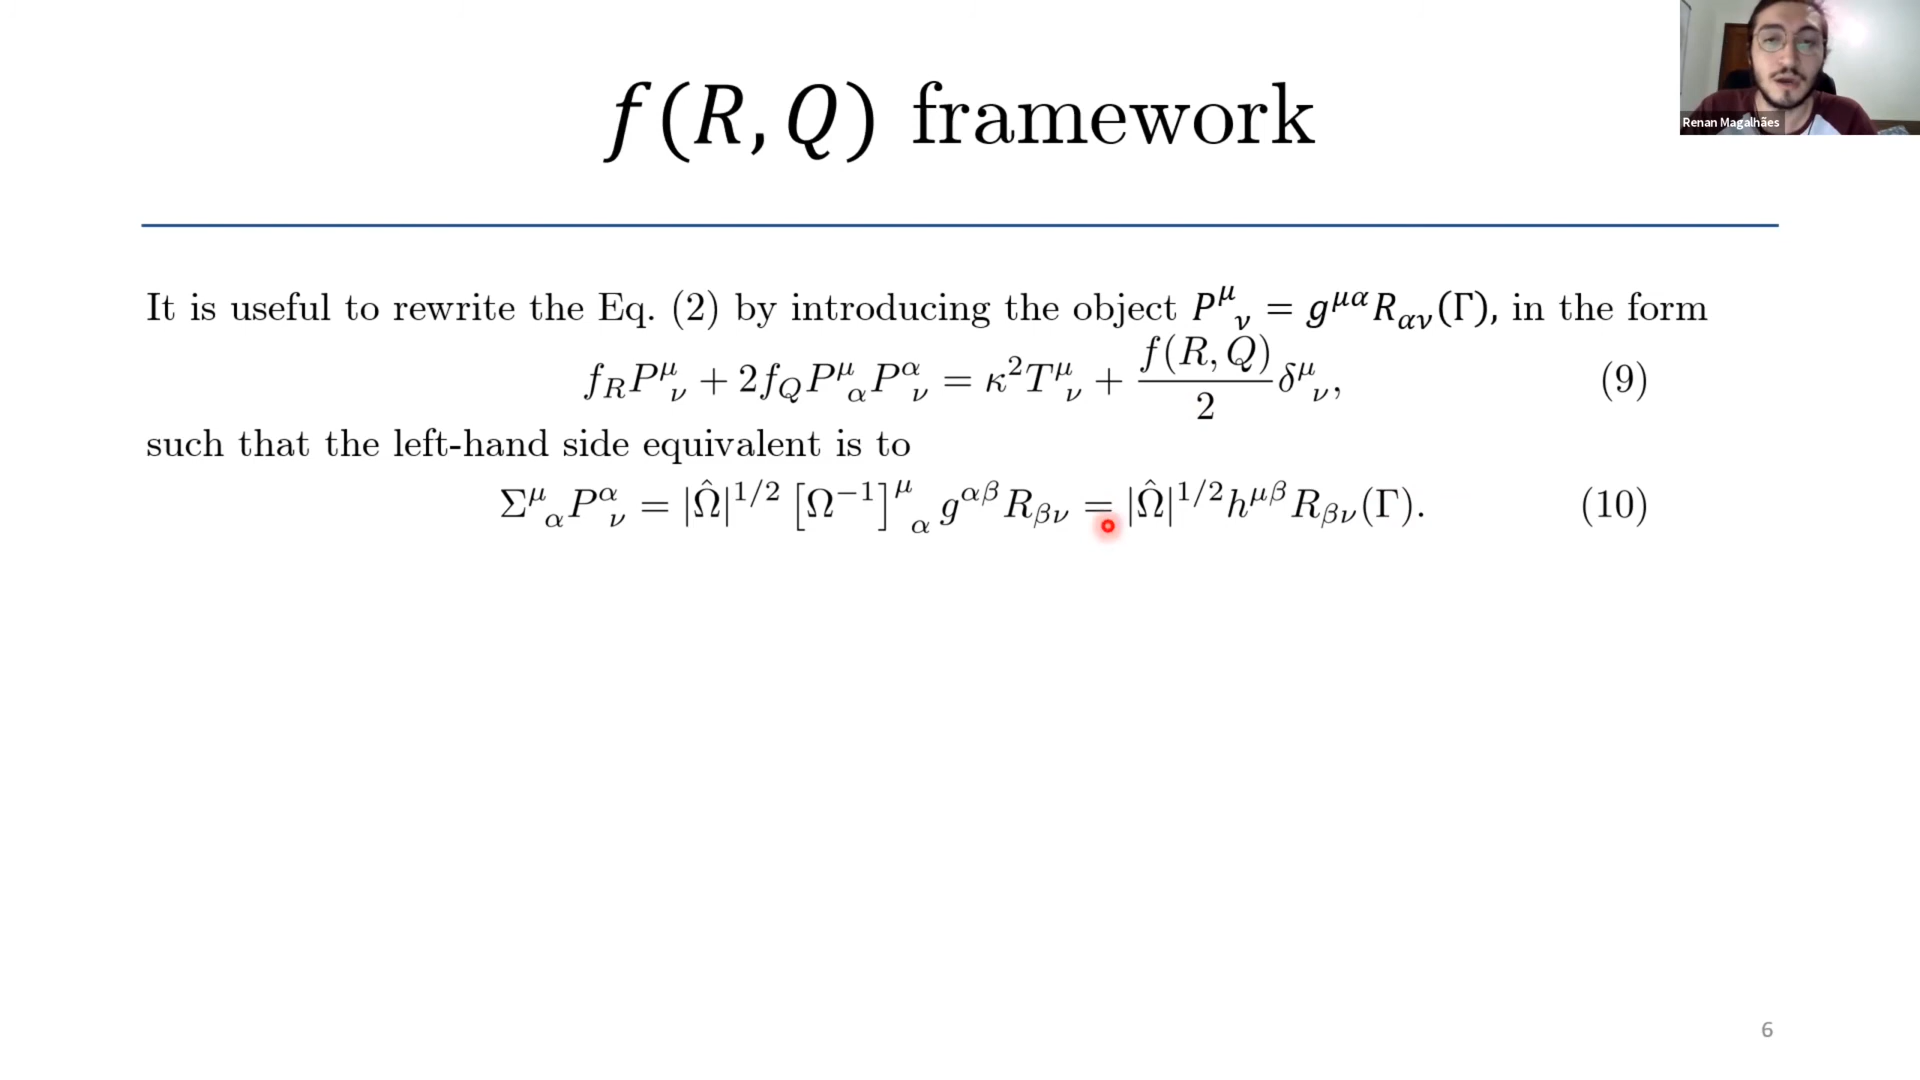 f(R, Q) framework
Renan Magalhães
It is useful to rewrite the Eq. (2) by introducing the object P^μ_ν = g^{μα}R_{αν}(Γ), in the form
f_R P^μ_ν + 2f_Q P^μ_α P^α_ν = κ²T^μ_ν + \frac{f(R, Q)}{2} δ^μ_ν, (9)
such that the left-hand side equivalent is to
Σ^μ_α P^α_ν = |Ω̂|^{1/2} [Ω^{-1}]^μ_α g^{αβ} R_{βν} = |Ω̂|^{1/2} h^{μβ} R_{βν}(Γ). (10)
6